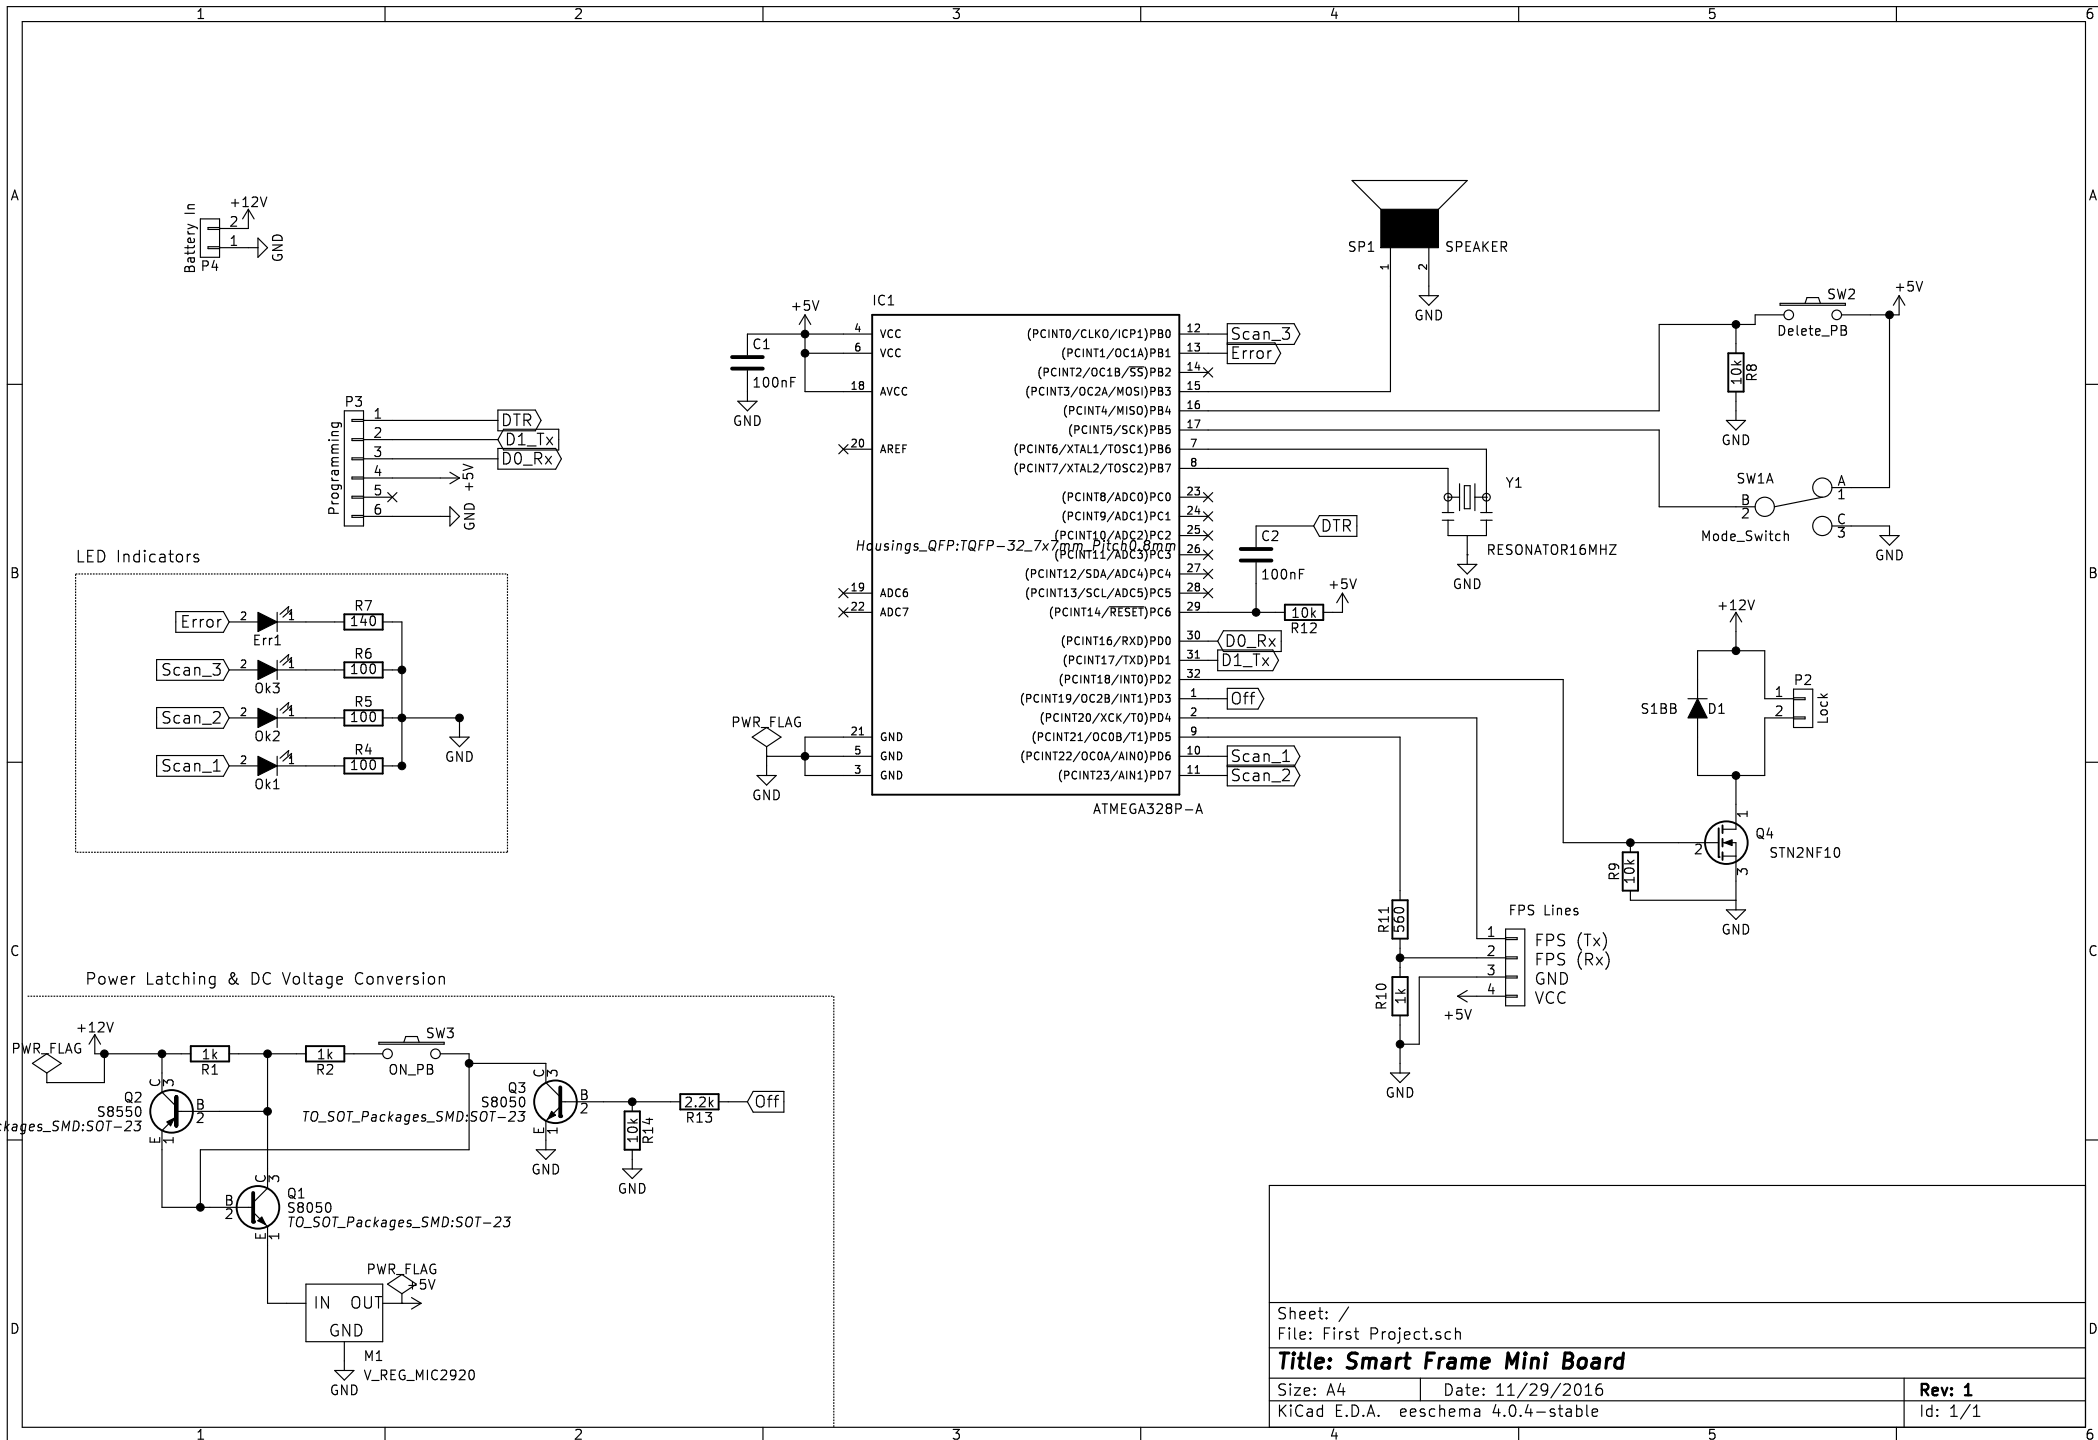 1 2 3 4 5 6
A A
B B
C C
D D
1 2 3 4 5 6
Battery In
+12V
2
1
GND
P4
P3
Programming
1 DTR
2 D1_Tx
3 D0_Rx
4 +5V
5
6 GND
LED Indicators
Error 2 1 R7
140
Err1
Scan_3 2 1 R6
100
Ok3
Scan_2 2 1 R5
100
Ok2
Scan_1 2 1 R4
100
Ok1
GND
+5V
C1
100nF
GND
IC1
4 VCC
6 VCC
18 AVCC
20 AREF
19 ADC6
22 ADC7
21 GND
5 GND
3 GND
PWR_FLAG
GND
Housings_QFP:TQFP-32_7x7mm_Pitch0.8mm
(PCINT0/CLKO/ICP1)PB0 12 Scan_3
(PCINT1/OC1A)PB1 13 Error
(PCINT2/OC1B/SS)PB2 14
(PCINT3/OC2A/MOSI)PB3 15
(PCINT4/MISO)PB4 16
(PCINT5/SCK)PB5 17
(PCINT6/XTAL1/TOSC1)PB6 7
(PCINT7/XTAL2/TOSC2)PB7 8
(PCINT8/ADC0)PC0 23
(PCINT9/ADC1)PC1 24
(PCINT10/ADC2)PC2 25
(PCINT11/ADC3)PC3 26
(PCINT12/SDA/ADC4)PC4 27
(PCINT13/SCL/ADC5)PC5 28
(PCINT14/RESET)PC6 29
(PCINT16/RXD)PD0 30 D0_Rx
(PCINT17/TXD)PD1 31 D1_Tx
(PCINT18/INT0)PD2 32
(PCINT19/OC2B/INT1)PD3 1 Off
(PCINT20/XCK/T0)PD4 2
(PCINT21/OC0B/T1)PD5 9
(PCINT22/OC0A/AIN0)PD6 10 Scan_1
(PCINT23/AIN1)PD7 11 Scan_2
ATMEGA328P-A
SP1 SPEAKER
1 2
GND
DTR
C2
100nF
+5V
10k
R12
Y1
RESONATOR16MHZ
GND
SW2
Delete_PB
+5V
10k
R8
GND
SW1A
A
1
B
2
C
3
Mode_Switch
GND
+12V
S1BB D1
P2
1
2
Lock
1
Q4
2
STN2NF10
3
R9
10k
GND
R11
560
R10
1k
FPS Lines
1 FPS (Tx)
2 FPS (Rx)
3 GND
4 VCC
+5V
GND
Power Latching & DC Voltage Conversion
+12V
PWR_FLAG
1k
R1
1k
R2
SW3
ON_PB
C 3
Q2
S8550
B
2
ckages_SMD:SOT-23
E 1
C 3
Q3
S8050
B
2
TO_SOT_Packages_SMD:SOT-23
E 1
GND
10k
R14
GND
2.2k
R13
Off
C 3
Q1
S8050
B
2
TO_SOT_Packages_SMD:SOT-23
E 1
PWR_FLAG
+5V
IN OUT
GND
M1
V_REG_MIC2920
GND
Sheet: /
File: First Project.sch
Title: Smart Frame Mini Board
Size: A4 Date: 11/29/2016 Rev: 1
KiCad E.D.A. eeschema 4.0.4-stable Id: 1/1